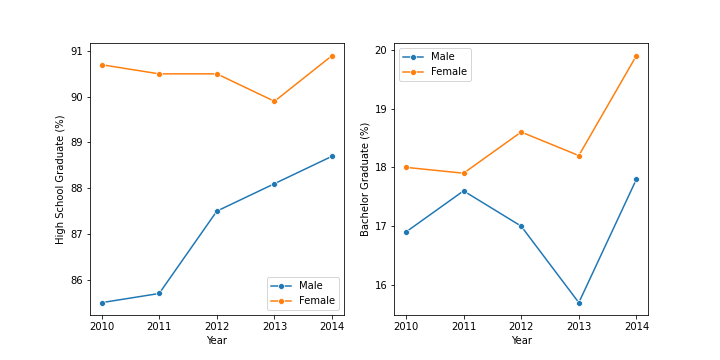 91
90
89
88
87
86
High School Graduate (%)
2010 2011 2012 2013 2014
Year
Male
Female
20
19
18
17
16
Bachelor Graduate (%)
2010 2011 2012 2013 2014
Year
Male
Female